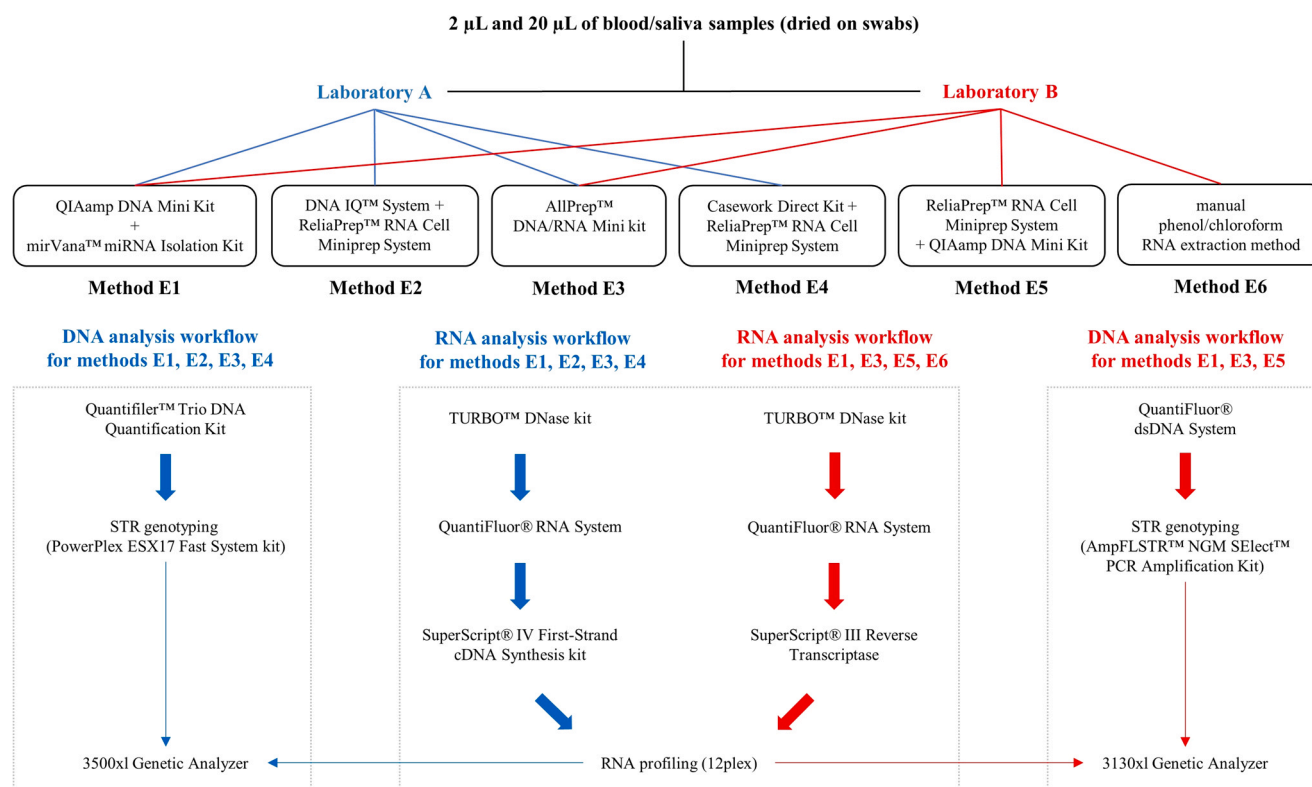 2 µL and 20 µL of blood/saliva samples (dried on swabs)
Laboratory A
Laboratory B
QIAamp DNA Mini Kit
+
mirVana™ miRNA Isolation Kit
DNA IQ™ System +
ReliaPrep™ RNA Cell
Miniprep System
AllPrep™
DNA/RNA Mini kit
Casework Direct Kit +
ReliaPrep™ RNA Cell
Miniprep System
ReliaPrep™ RNA Cell
Miniprep System
+ QIAamp DNA Mini Kit
manual
phenol/chloroform
RNA extraction method
Method E1
Method E2
Method E3
Method E4
Method E5
Method E6
DNA analysis workflow
for methods E1, E2, E3, E4
RNA analysis workflow
for methods E1, E2, E3, E4
RNA analysis workflow
for methods E1, E3, E5, E6
DNA analysis workflow
for methods E1, E3, E5
Quantifiler™ Trio DNA
Quantification Kit
TURBO™ DNase kit
TURBO™ DNase kit
QuantiFluor®
dsDNA System
STR genotyping
(PowerPlex ESX17 Fast System kit)
QuantiFluor® RNA System
QuantiFluor® RNA System
STR genotyping
(AmpFLSTR™ NGM SElect™
PCR Amplification Kit)
SuperScript® IV First-Strand
cDNA Synthesis kit
SuperScript® III Reverse
Transcriptase
3500xl Genetic Analyzer
RNA profiling (12plex)
3130xl Genetic Analyzer